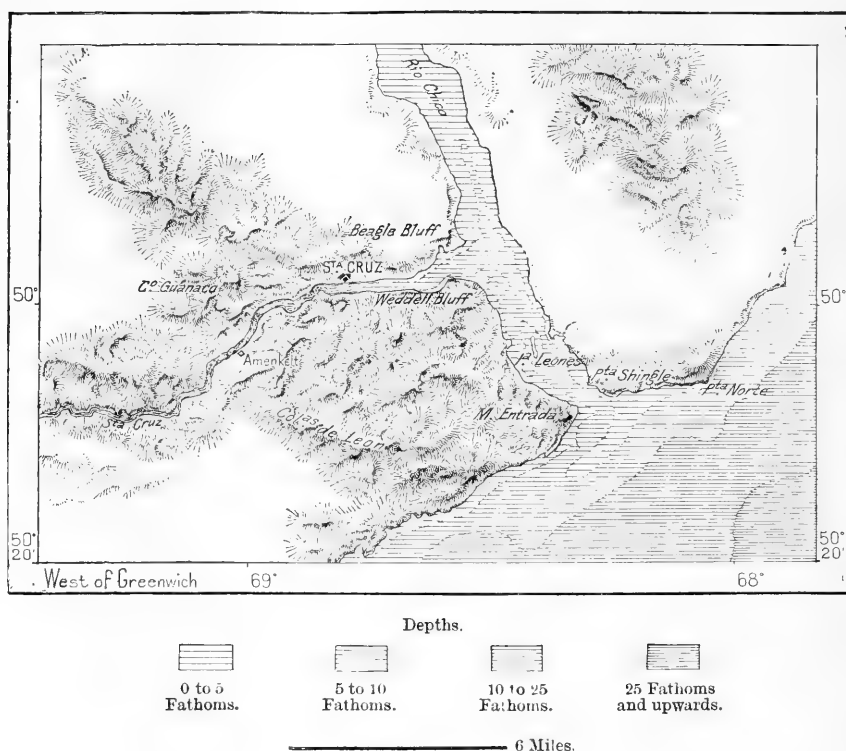 Rio Chico
Beagle Bluff
Sta CRUZ
Co Guanaco
50°
Weddell Bluff
50°
Amenkelt
Pta Leones
Pta Shingle
Pta Norte
Sta Cruz
M. Entrada
de Leon
50°
20'
50°
20'
West of Greenwich
69°
68°
Depths.
0 to 5
Fathoms.
5 to 10
Fathoms.
10 to 25
Fathoms.
25 Fathoms
and upwards.
6 Miles.